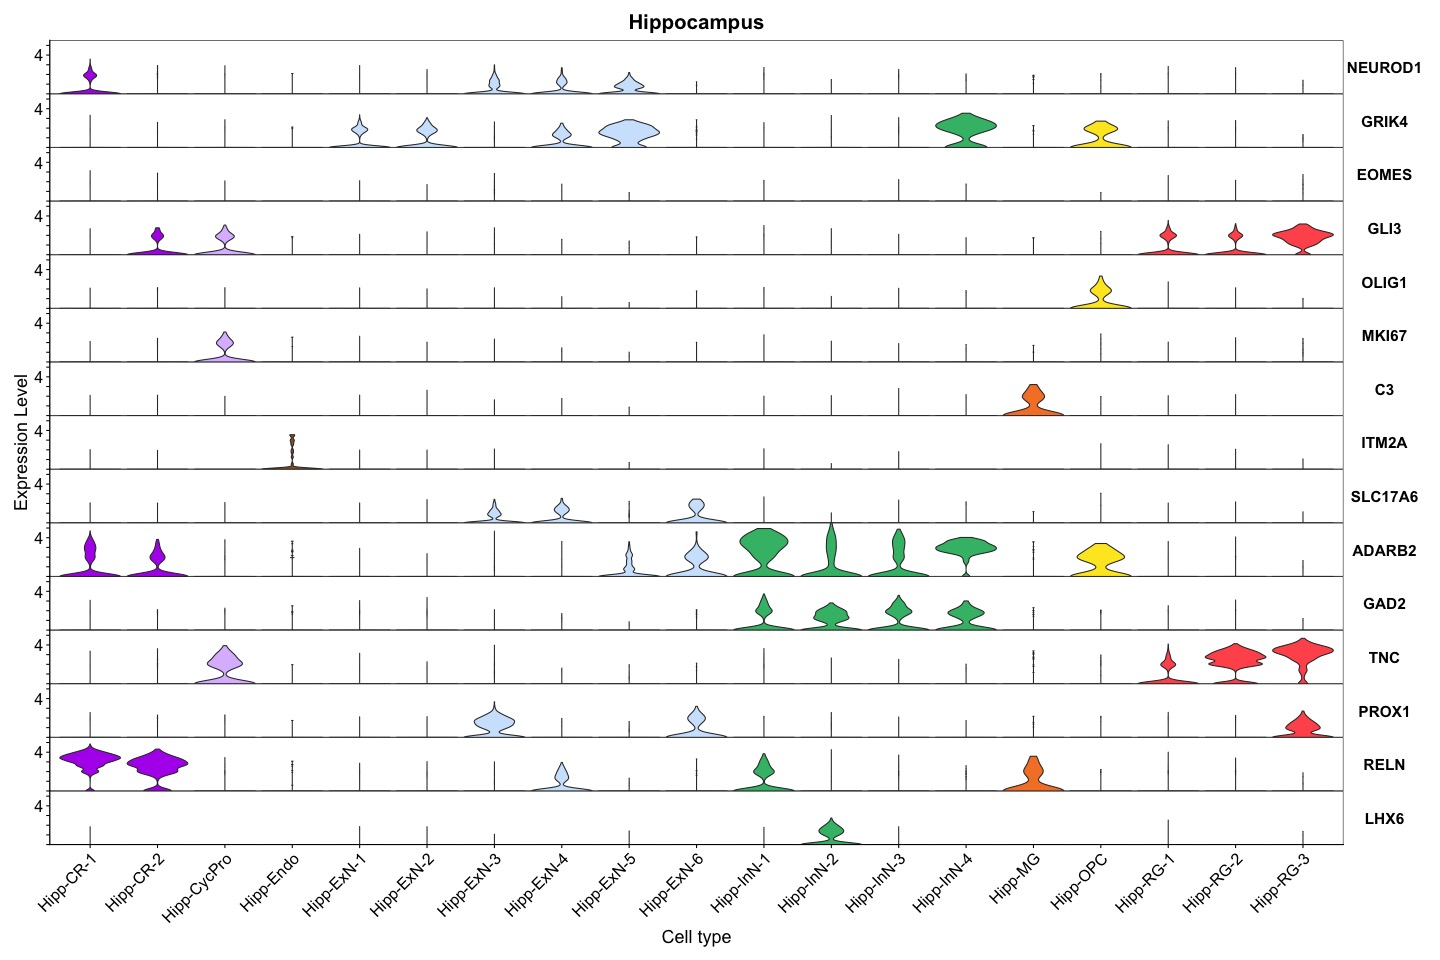 Hippocampus
Expression Level
4 NEUROD1
4 GRIK4
4 EOMES
4 GLI3
4 OLIG1
4 MKI67
4 C3
4 ITM2A
4 SLC17A6
4 ADARB2
4 GAD2
4 TNC
4 PROX1
4 RELN
4 LHX6
Hipp-CR-1 Hipp-CR-2 Hipp-CycPro Hipp-Endo Hipp-ExN-1 Hipp-ExN-2 Hipp-ExN-3 Hipp-ExN-4 Hipp-ExN-5 Hipp-ExN-6 Hipp-InN-1 Hipp-InN-2 Hipp-InN-3 Hipp-InN-4 Hipp-MG Hipp-OPC Hipp-RG-1 Hipp-RG-2 Hipp-RG-3
Cell type